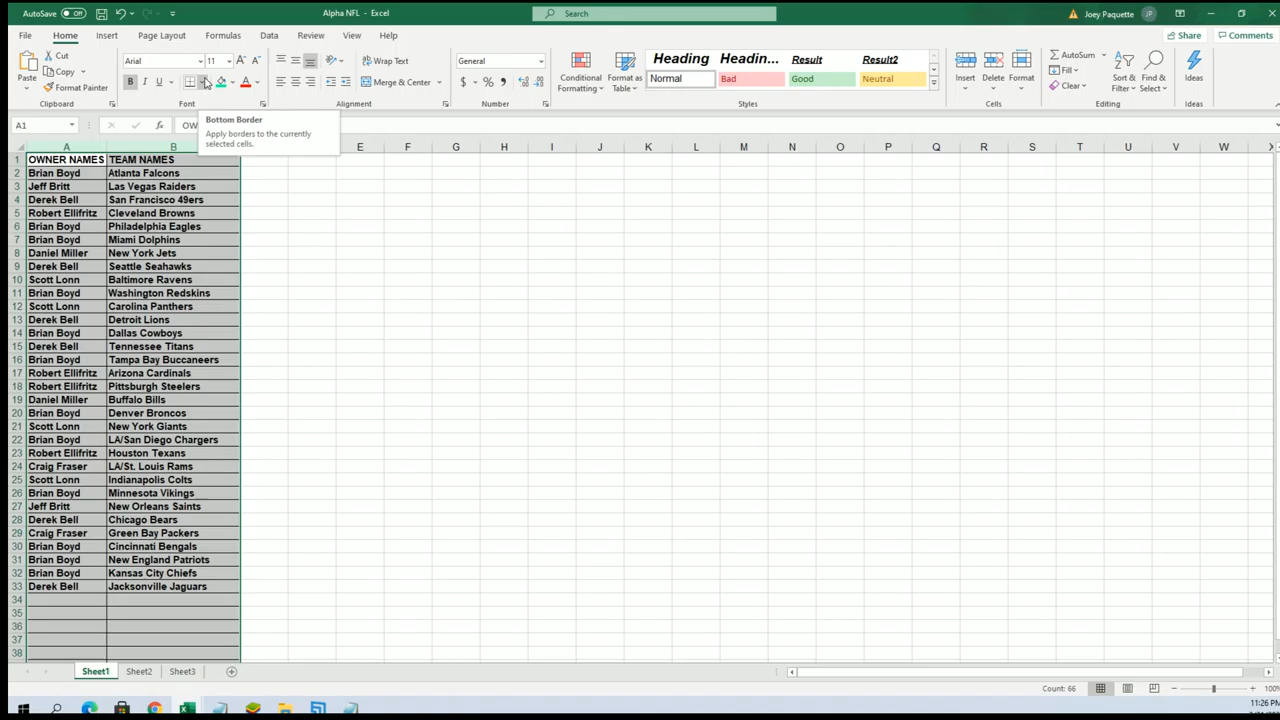 AutoSave Off Alpha NFL - Excel Search Joey Paquette JP
File Home Insert Page Layout Formulas Data Review View Help Share Comments
Paste Cut Copy Format Painter Clipboard
Arial 11 B I U Font
Wrap Text Merge & Center Alignment
General $ % Number
Conditional Formatting Format as Table
Heading Headin... Result Result2
Normal Bad Good Neutral Styles
Insert Delete Format Cells
AutoSum Fill Clear Sort & Filter Find & Select Editing
Ideas Ideas
A1 fx OW
Bottom Border
Apply borders to the currently
selected cells.
A B E F G H I J K L M N O P Q R S T U V W X
1 OWNER NAMES TEAM NAMES
2 Brian Boyd Atlanta Falcons
3 Jeff Britt Las Vegas Raiders
4 Derek Bell San Francisco 49ers
5 Robert Ellifritz Cleveland Browns
6 Brian Boyd Philadelphia Eagles
7 Brian Boyd Miami Dolphins
8 Daniel Miller New York Jets
9 Derek Bell Seattle Seahawks
10 Scott Lonn Baltimore Ravens
11 Brian Boyd Washington Redskins
12 Scott Lonn Carolina Panthers
13 Derek Bell Detroit Lions
14 Brian Boyd Dallas Cowboys
15 Derek Bell Tennessee Titans
16 Brian Boyd Tampa Bay Buccaneers
17 Robert Ellifritz Arizona Cardinals
18 Robert Ellifritz Pittsburgh Steelers
19 Daniel Miller Buffalo Bills
20 Brian Boyd Denver Broncos
21 Scott Lonn New York Giants
22 Brian Boyd LA/San Diego Chargers
23 Robert Ellifritz Houston Texans
24 Craig Fraser LA/St. Louis Rams
25 Scott Lonn Indianapolis Colts
26 Brian Boyd Minnesota Vikings
27 Jeff Britt New Orleans Saints
28 Derek Bell Chicago Bears
29 Craig Fraser Green Bay Packers
30 Brian Boyd Cincinnati Bengals
31 Brian Boyd New England Patriots
32 Brian Boyd Kansas City Chiefs
33 Derek Bell Jacksonville Jaguars
34
35
36
37
38
Sheet1 Sheet2 Sheet3
Count: 66 100%
11:26 PM